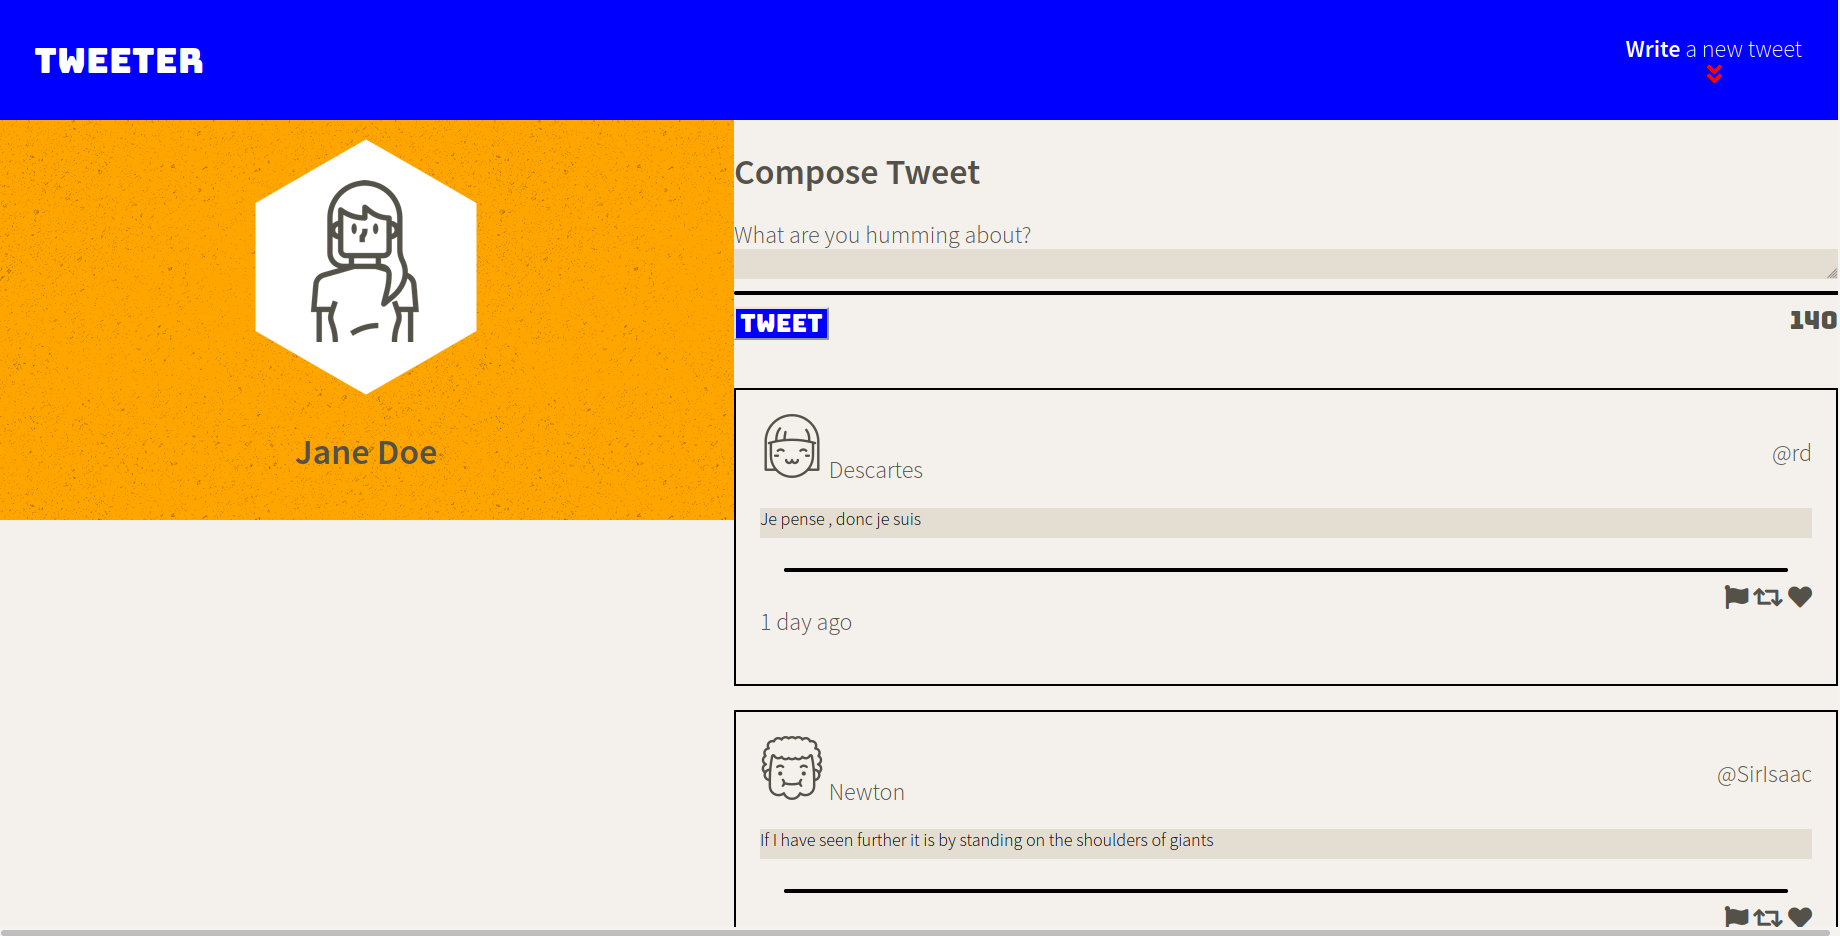 TWEETER
Write a new tweet
Jane Doe
Compose Tweet
What are you humming about?
TWEET
140
Descartes
@rd
Je pense , donc je suis
1 day ago
Newton
@SirIsaac
If I have seen further it is by standing on the shoulders of giants